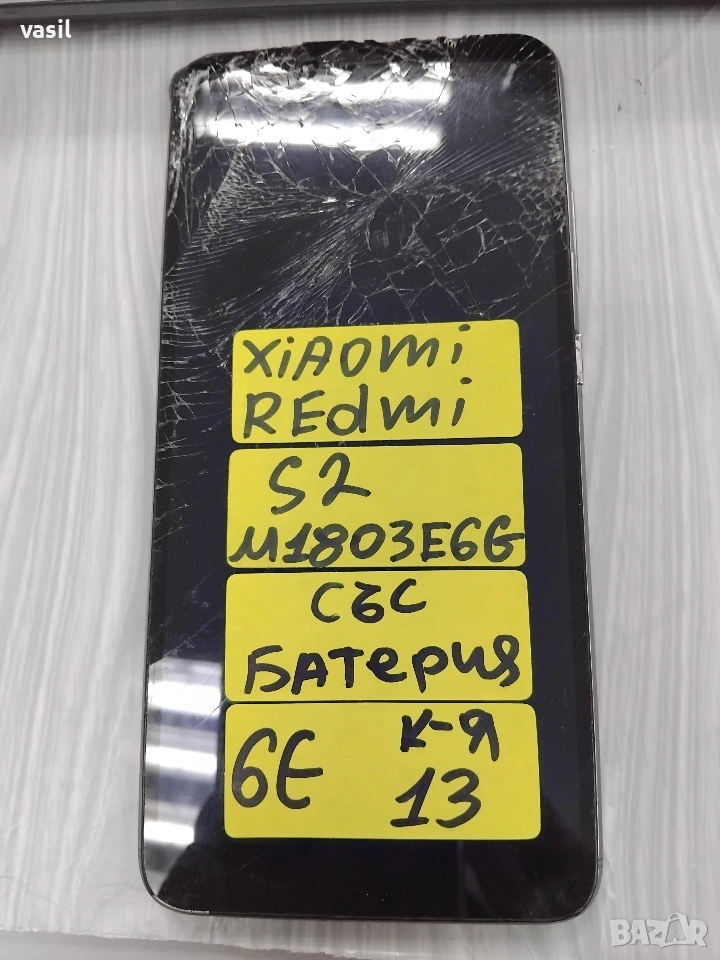 vasil
XiAOmi
REdmi
S2
M1803E6G
със
БАТерия
6E к-я
13
BAZAR